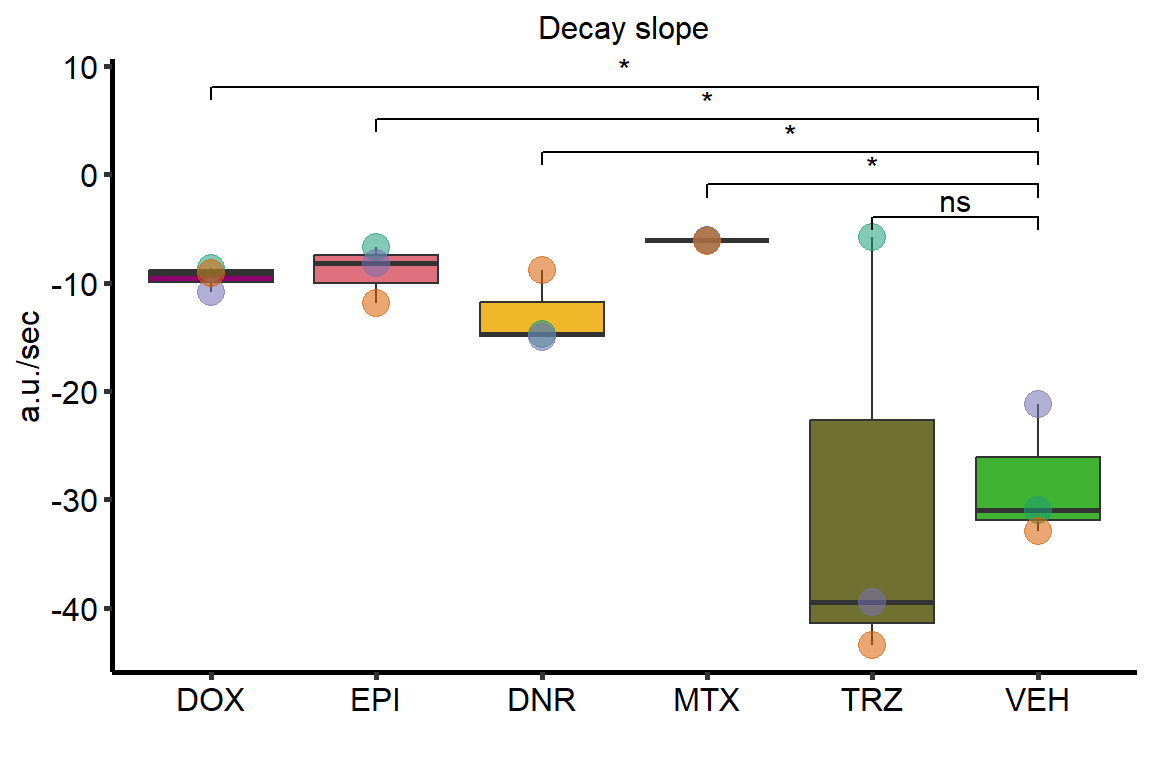 Decay slope
10
0
-10
-20
-30
-40
a.u./sec
*
*
*
*
ns
DOX EPI DNR MTX TRZ VEH